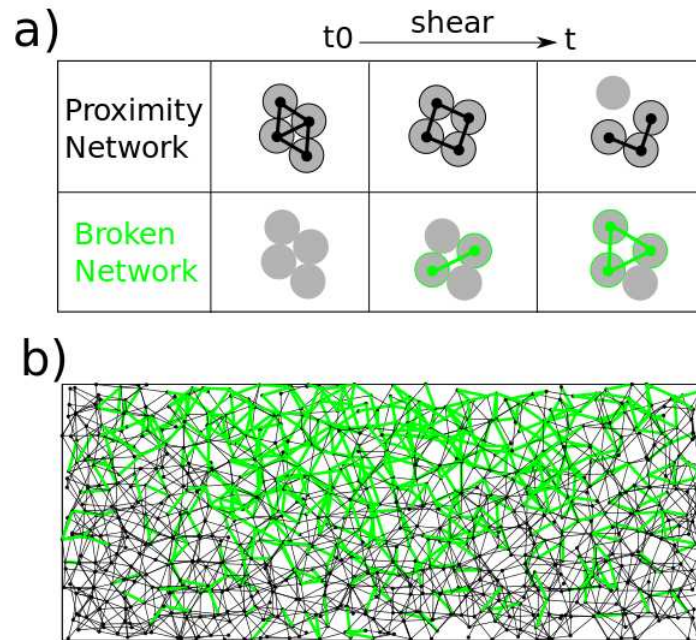 a)
shear
t0
t
Proximity
Network
Broken
Network
b)